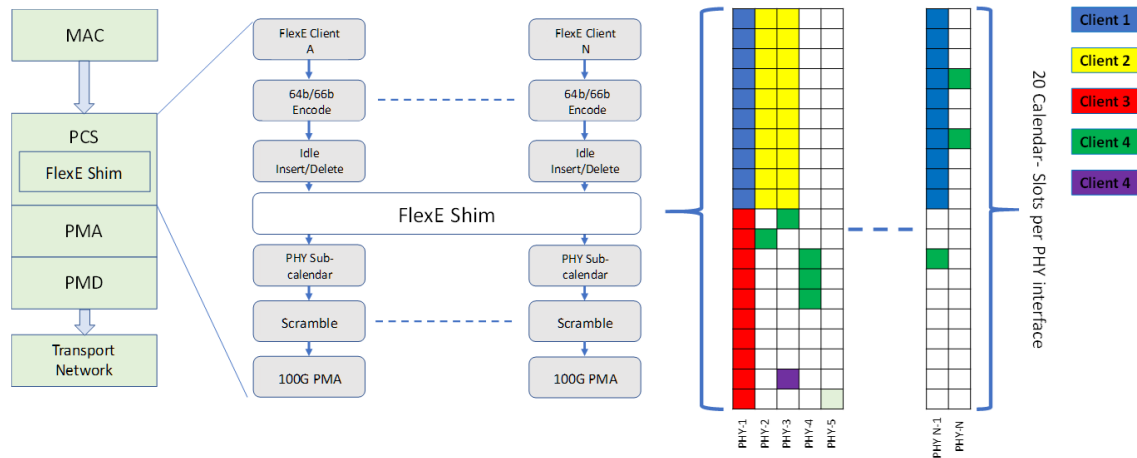 MAC
PCS
FlexE Shim
PMA
PMD
Transport
Network
FlexE Client
A
64b/66b
Encode
Idle
Insert/Delete
FlexE Client
N
64b/66b
Encode
Idle
Insert/Delete
FlexE Shim
PHY Sub-
calendar
Scramble
100G PMA
PHY Sub-
calendar
Scramble
100G PMA
PHY-1
PHY-2
PHY-3
PHY-4
PHY-5
PHY N-1
PHY-N
20 Calendar- Slots per PHY interface
Client 1
Client 2
Client 3
Client 4
Client 4